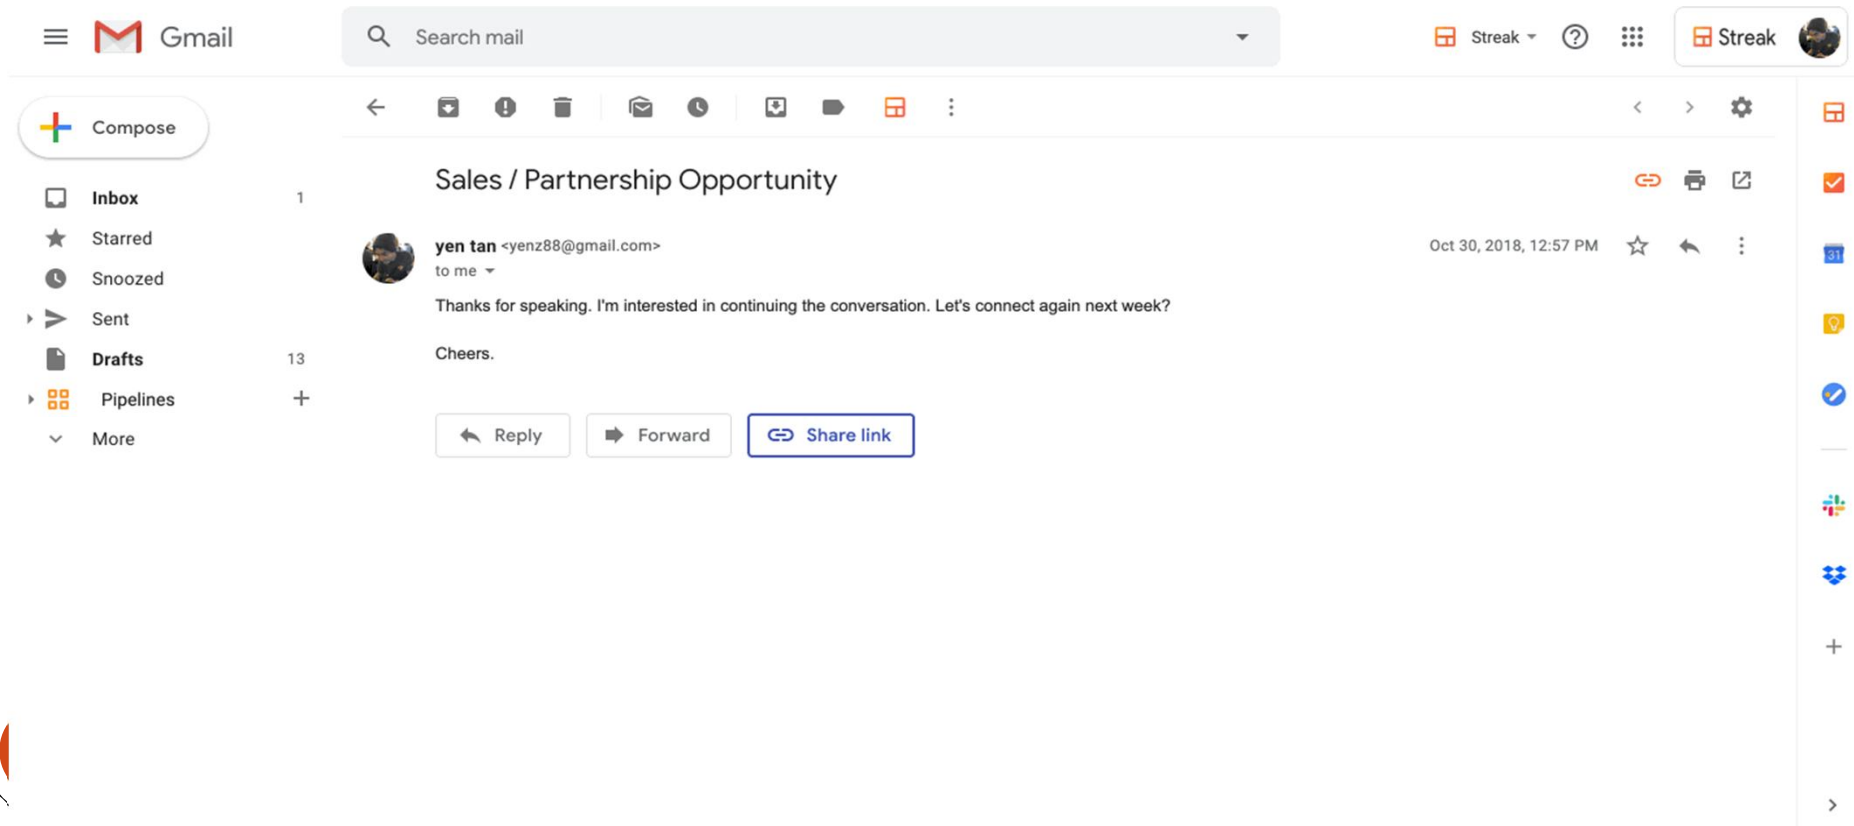 Gmail
Search mail
Streak
Streak
Compose
Inbox 1
Starred
Snoozed
Sent
Drafts 13
Pipelines
More
Sales / Partnership Opportunity
yen tan <yenz88@gmail.com>
Oct 30, 2018, 12:57 PM
to me
Thanks for speaking. I'm interested in continuing the conversation. Let's connect again next week?
Cheers.
Reply
Forward
Share link
31